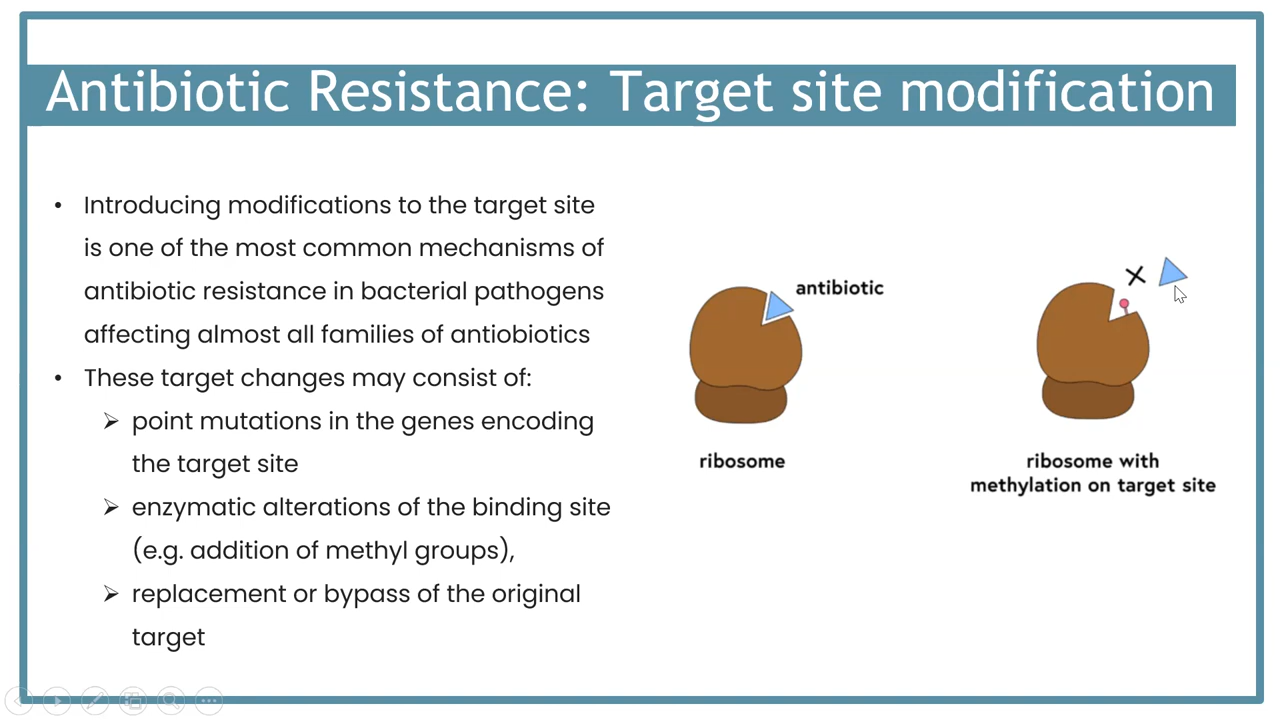 Antibiotic Resistance: Target site modification
• Introducing modifications to the target site
is one of the most common mechanisms of
antibiotic resistance in bacterial pathogens
affecting almost all families of antiobiotics
• These target changes may consist of:
➢ point mutations in the genes encoding
the target site
➢ enzymatic alterations of the binding site
(e.g. addition of methyl groups),
➢ replacement or bypass of the original
target
antibiotic
ribosome
ribosome with
methylation on target site